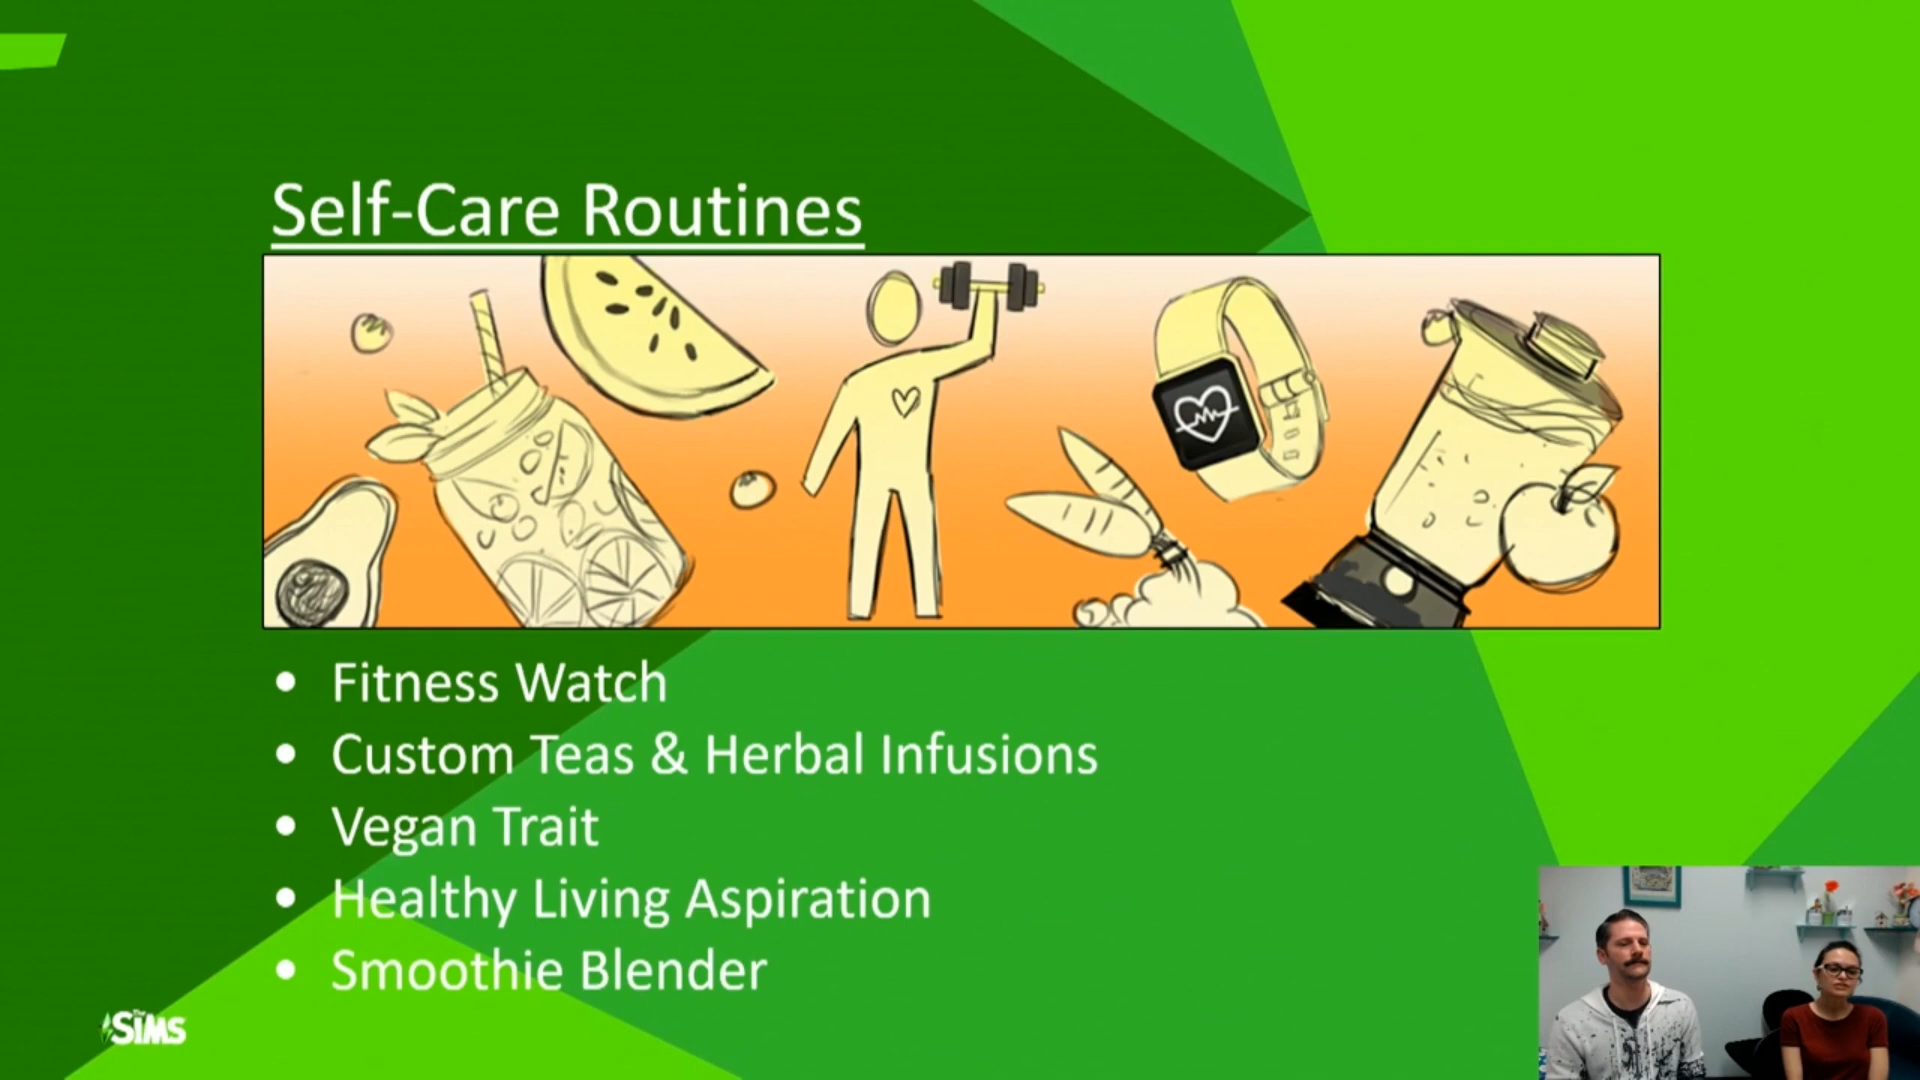 Self-Care Routines
• Fitness Watch
• Custom Teas & Herbal Infusions
• Vegan Trait
• Healthy Living Aspiration
• Smoothie Blender
The SiMS